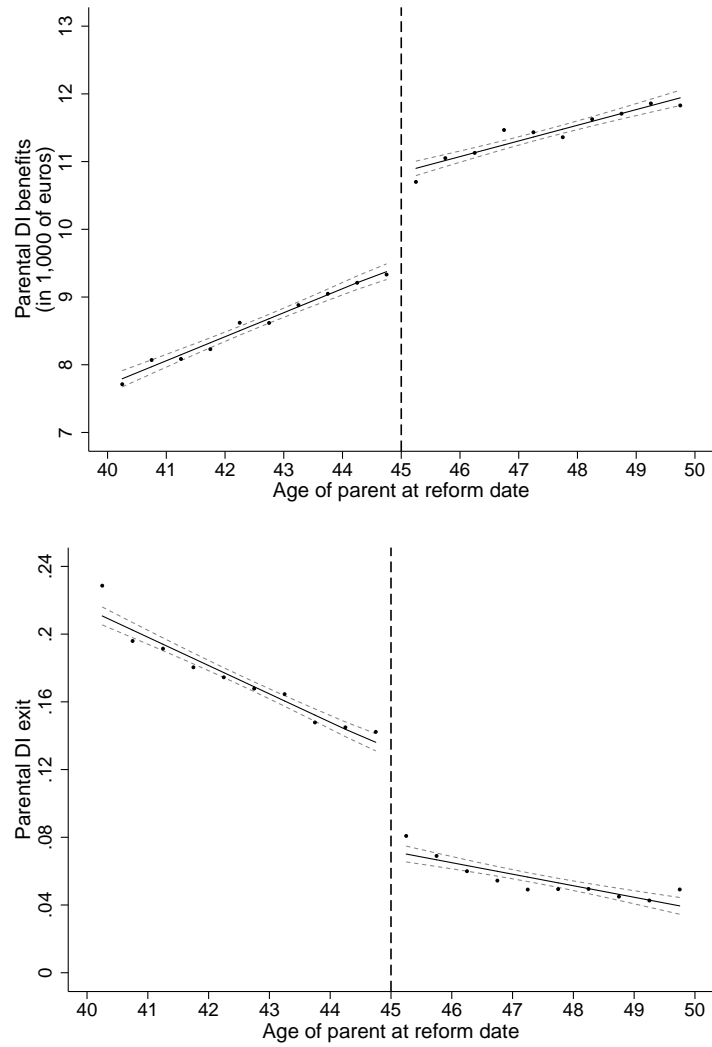 Parental DI benefits
(in 1,000 of euros)
13
12
11
10
9
8
7
40 41 42 43 44 45 46 47 48 49 50
Age of parent at reform date
Parental DI exit
.24
.2
.16
.12
.08
.04
0
40 41 42 43 44 45 46 47 48 49 50
Age of parent at reform date